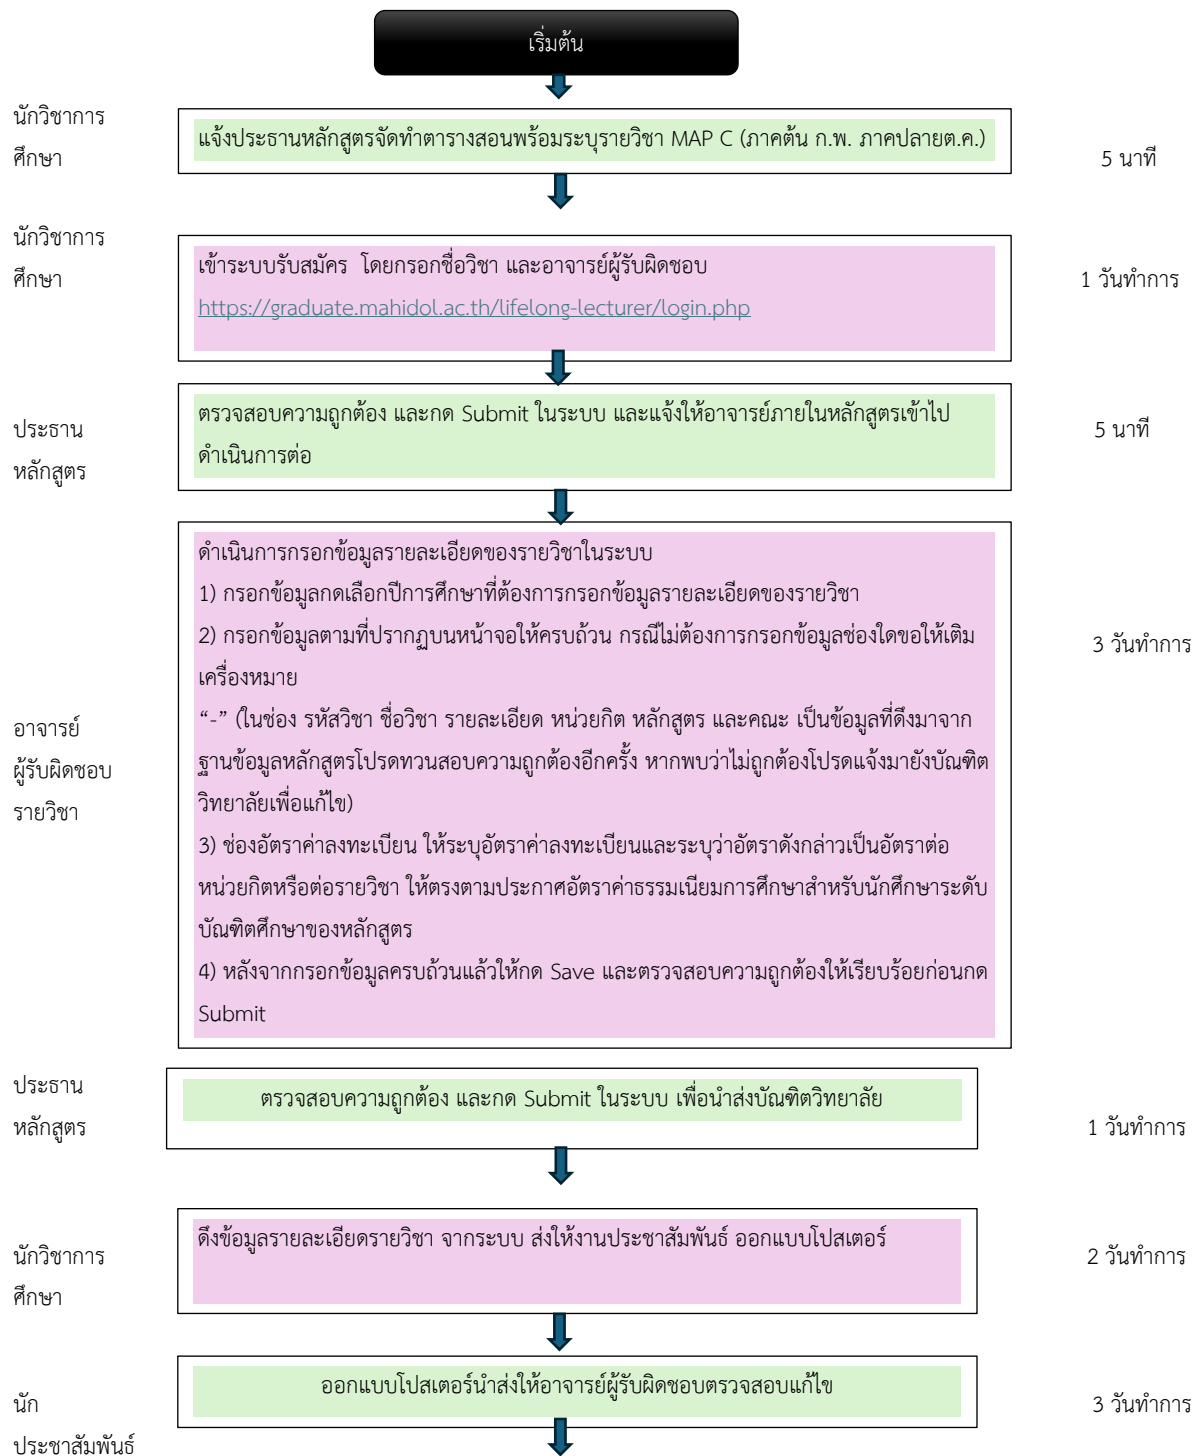 เริ่มต้น
นักวิชาการ
ศึกษา
แจ้งประธานหลักสูตรจัดทำตารางสอนพร้อมระบุรายวิชา MAP C (ภาคต้น ก.พ. ภาคปลายต.ค.)
5 นาที
นักวิชาการ
ศึกษา
เข้าระบบรับสมัคร โดยกรอกชื่อวิชา และอาจารย์ผู้รับผิดชอบ
https://graduate.mahidol.ac.th/lifelong-lecturer/login.php
1 วันทำการ
ประธาน
หลักสูตร
ตรวจสอบความถูกต้อง และกด Submit ในระบบ และแจ้งให้อาจารย์ภายในหลักสูตรเข้าไป
ดำเนินการต่อ
5 นาที
อาจารย์
ผู้รับผิดชอบ
รายวิชา
ดำเนินการกรอกข้อมูลรายละเอียดของรายวิชาในระบบ
1) กรอกข้อมูลกดเลือกปีการศึกษาที่ต้องการกรอกข้อมูลรายละเอียดของรายวิชา
2) กรอกข้อมูลตามที่ปรากฏบนหน้าจอให้ครบถ้วน กรณีไม่ต้องการกรอกข้อมูลช่องใดขอให้เติม
เครื่องหมาย
“-” (ในช่อง รหัสวิชา ชื่อวิชา รายละเอียด หน่วยกิต หลักสูตร และคณะ เป็นข้อมูลที่ดึงมาจาก
ฐานข้อมูลหลักสูตรโปรดทวนสอบความถูกต้องอีกครั้ง หากพบว่าไม่ถูกต้องโปรดแจ้งมายังบัณฑิต
วิทยาลัยเพื่อแก้ไข)
3) ช่องอัตราค่าลงทะเบียน ให้ระบุอัตราค่าลงทะเบียนและระบุว่าอัตราดังกล่าวเป็นอัตราต่อ
หน่วยกิตหรือต่อรายวิชา ให้ตรงตามประกาศอัตราค่าธรรมเนียมการศึกษาสำหรับนักศึกษาระดับ
บัณฑิตศึกษาของหลักสูตร
4) หลังจากกรอกข้อมูลครบถ้วนแล้วให้กด Save และตรวจสอบความถูกต้องให้เรียบร้อยก่อนกด
Submit
3 วันทำการ
ประธาน
หลักสูตร
ตรวจสอบความถูกต้อง และกด Submit ในระบบ เพื่อนำส่งบัณฑิตวิทยาลัย
1 วันทำการ
นักวิชาการ
ศึกษา
ดึงข้อมูลรายละเอียดรายวิชา จากระบบ ส่งให้งานประชาสัมพันธ์ ออกแบบโปสเตอร์
2 วันทำการ
นัก
ประชาสัมพันธ์
ออกแบบโปสเตอร์นำส่งให้อาจารย์ผู้รับผิดชอบตรวจสอบแก้ไข
3 วันทำการ